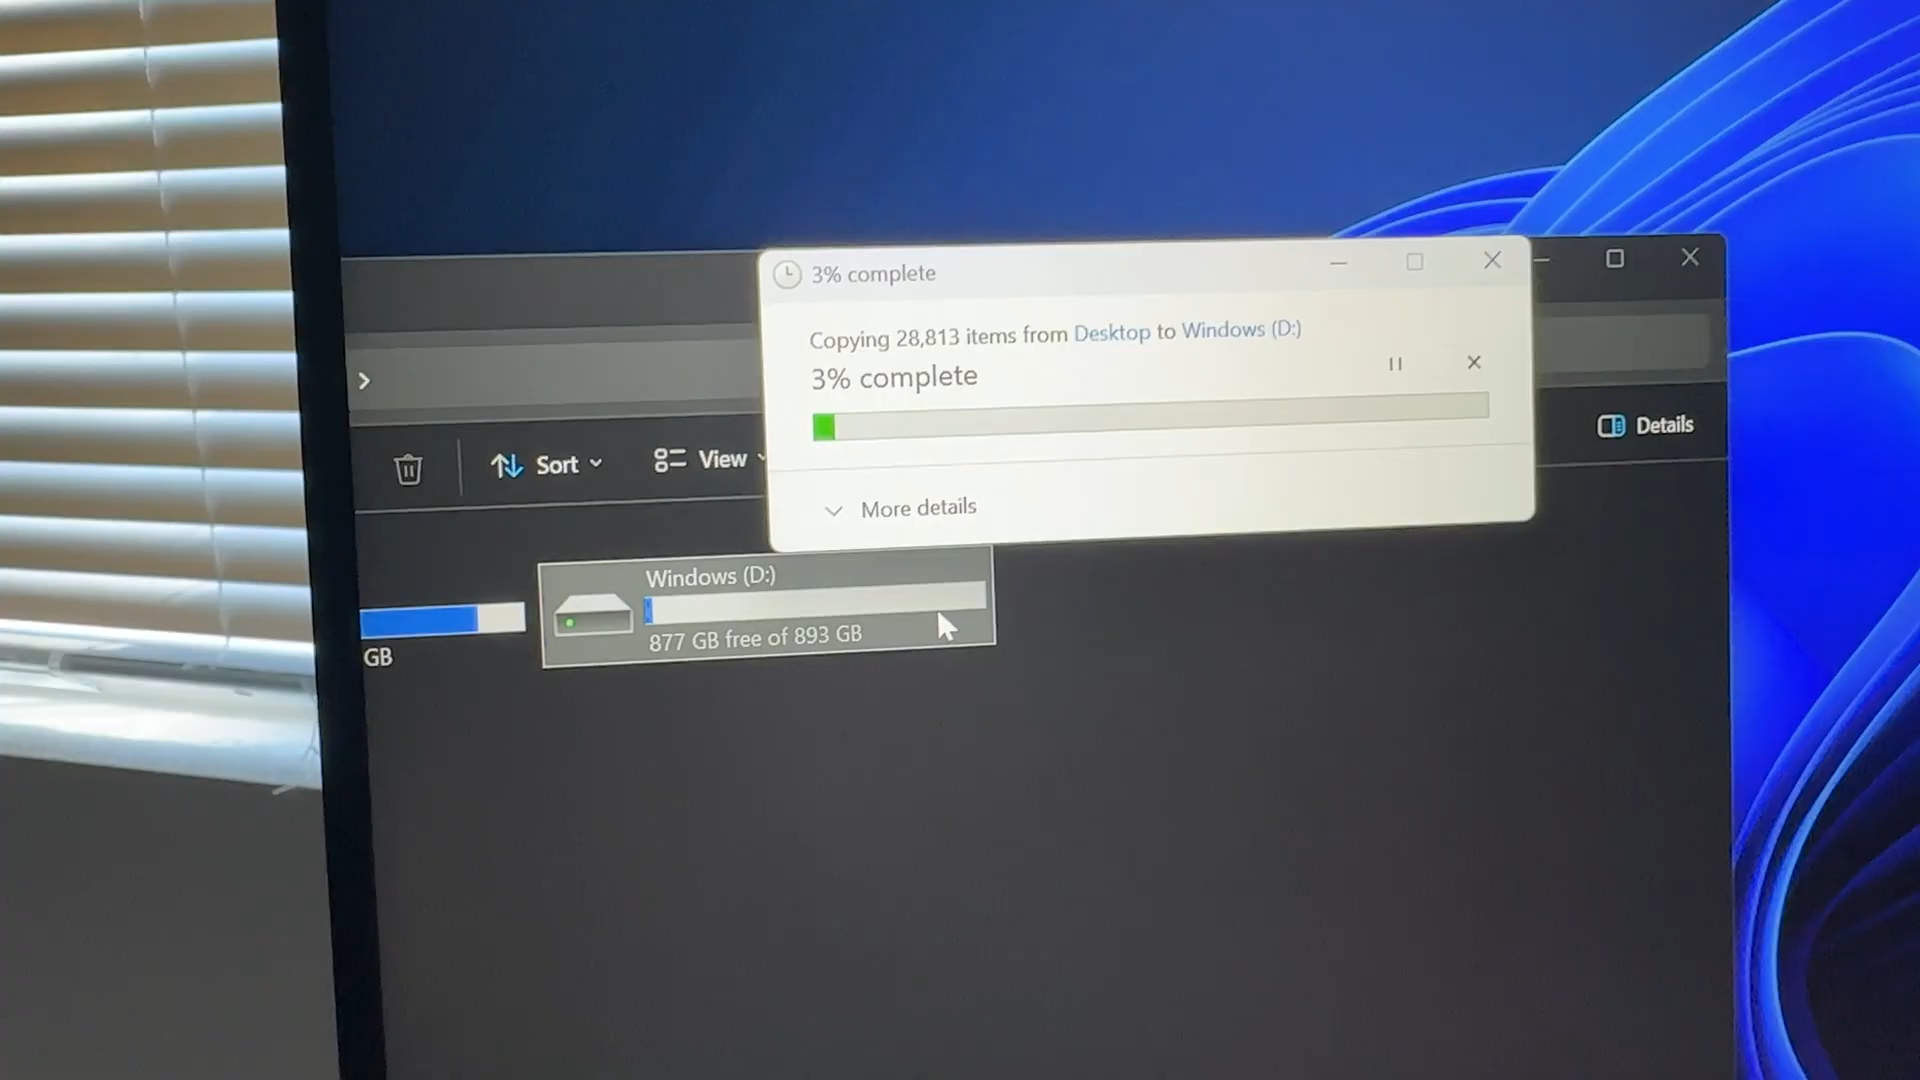 3% complete
Copying 28,813 items from Desktop to Windows (D:)
3% complete
More details
Sort
View
Details
GB
Windows (D:)
877 GB free of 893 GB